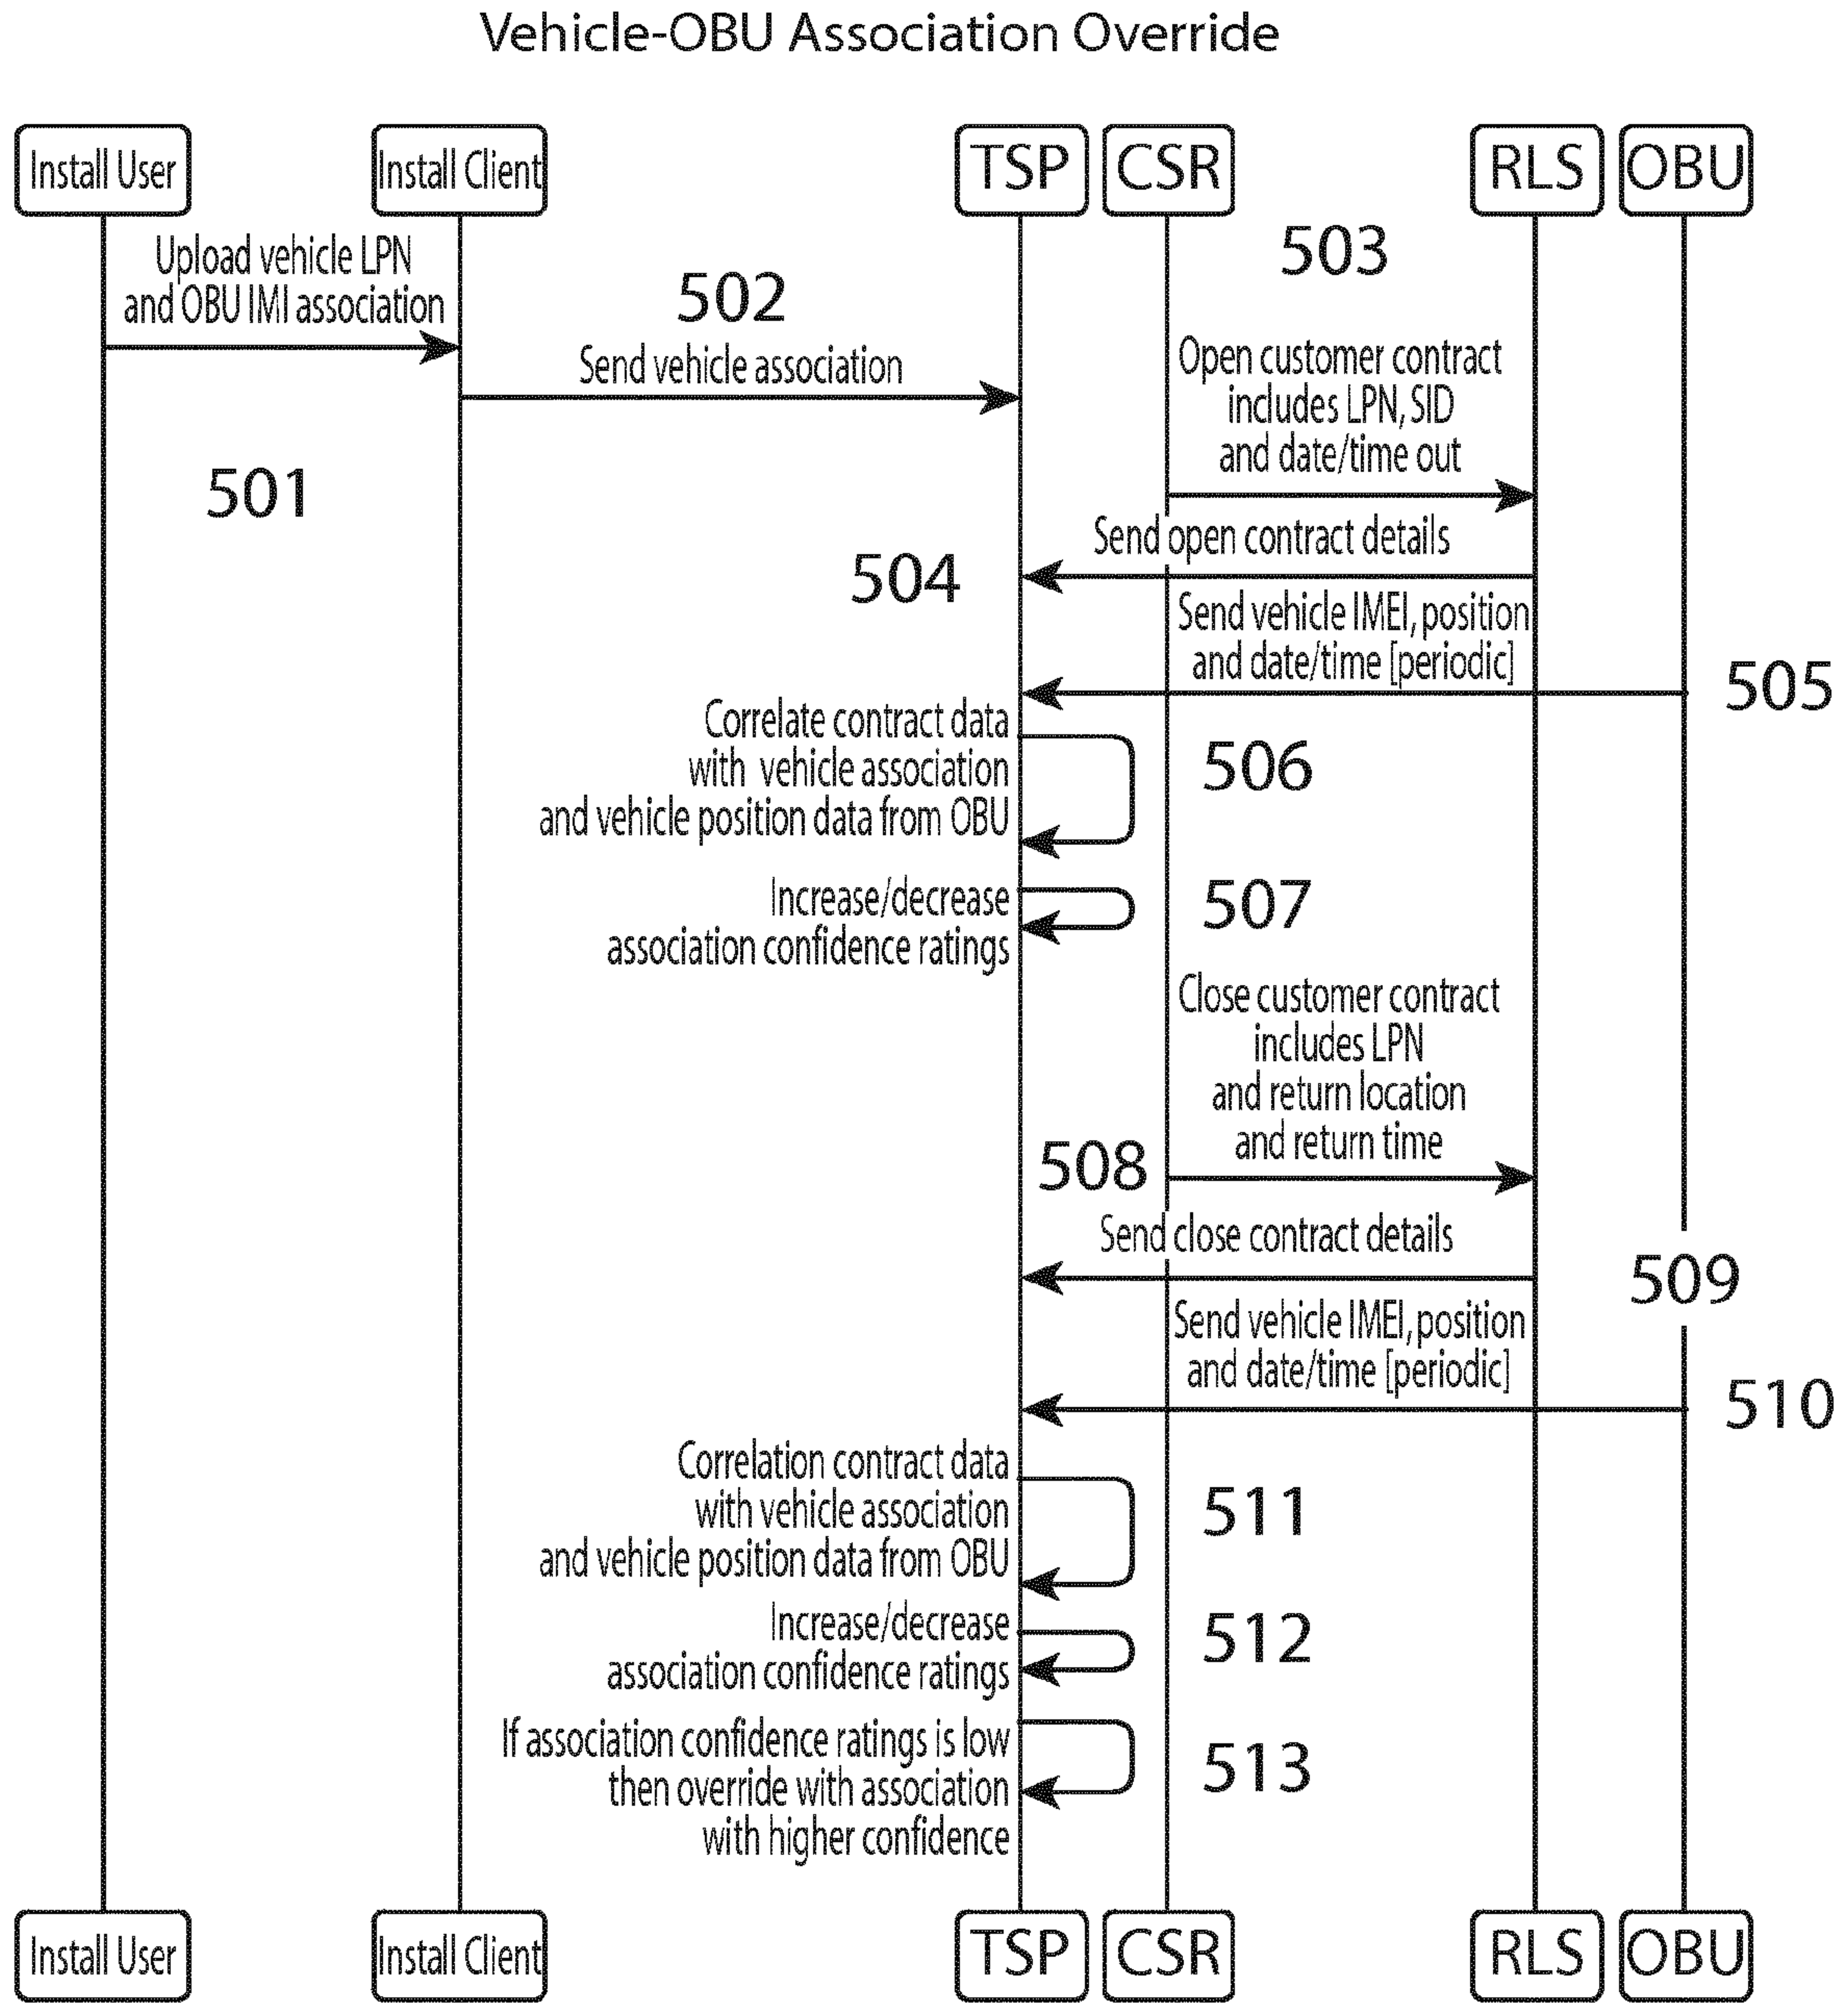 Vehicle-OBU Association Override
Install User
Install Client
TSP
CSR
RLS
OBU
Upload vehicle LPN
and OBU IMI association
501
502
Send vehicle association
503
Open customer contract
includes LPN, SID
and date/time out
Send open contract details
504
Send vehicle IMEI, position
and date/time [periodic]
505
Correlate contract data
with vehicle association
and vehicle position data from OBU
506
Increase/decrease
association confidence ratings
507
Close customer contract
includes LPN
and return location
and return time
508
Send close contract details
509
Send vehicle IMEI, position
and date/time [periodic]
510
Correlation contract data
with vehicle association
and vehicle position data from OBU
511
Increase/decrease
association confidence ratings
512
If association confidence ratings is low
then override with association
with higher confidence
513
Install User
Install Client
TSP
CSR
RLS
OBU